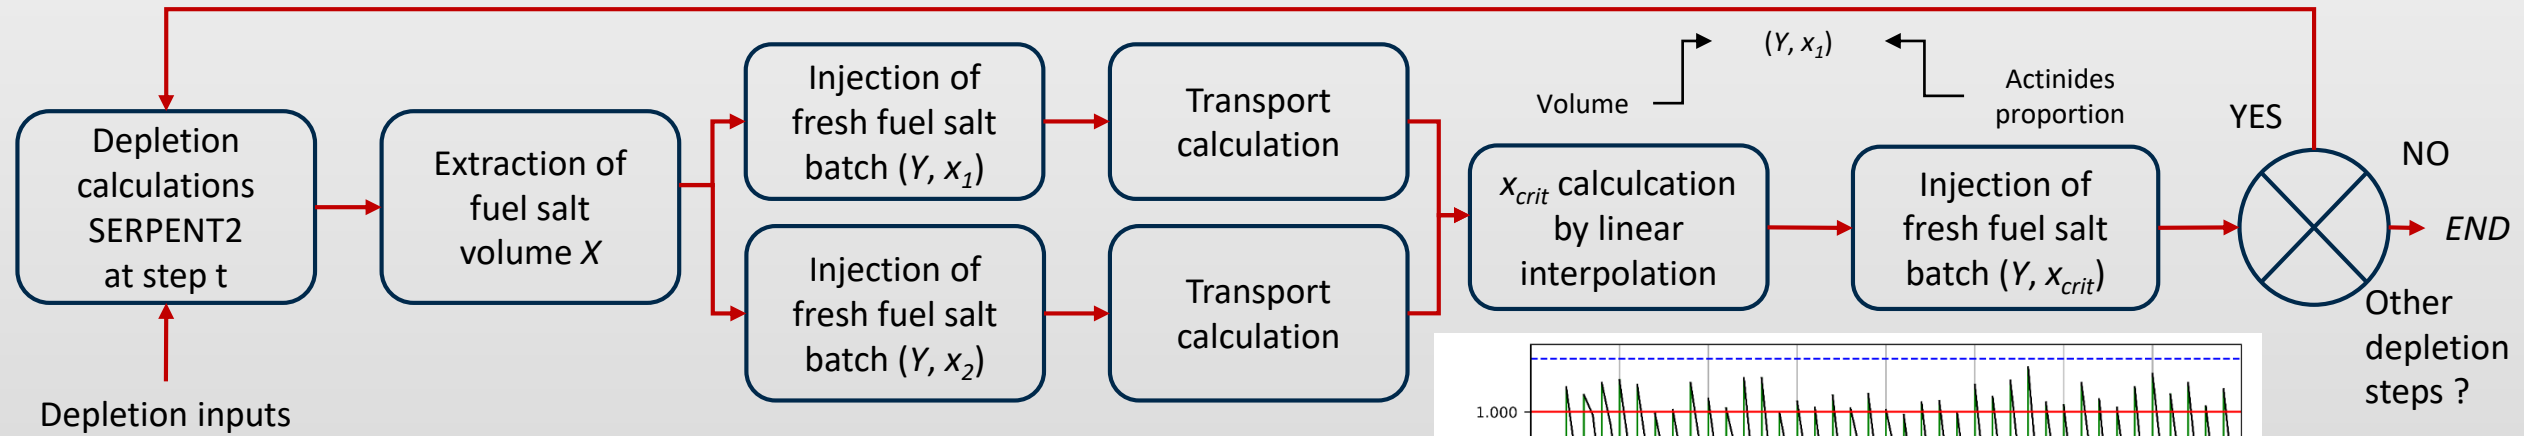 Depletion
calculations
SERPENT2
at step t
Depletion inputs
Extraction of
fuel salt
volume X
Injection of
fresh fuel salt
batch (Y, x1)
Injection of
fresh fuel salt
batch (Y, x2)
Transport
calculation
Transport
calculation
(Y, x1)
Volume
Actinides
proportion
xcrit calculcation
by linear
interpolation
Injection of
fresh fuel salt
batch (Y, xcrit)
YES
NO
END
Other
depletion
steps ?
1.000